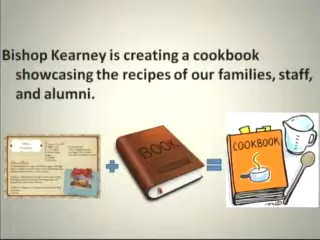 Bishop Kearney is creating a cookbook
showcasing the recipes of our families, staff,
and alumni.
BOOK
COOKBOOK